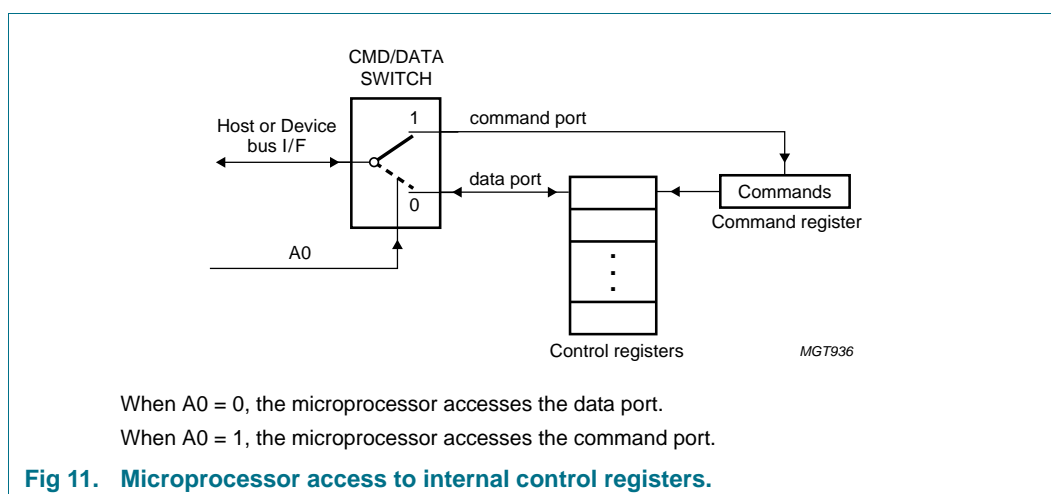 CMD/DATA
SWITCH
Host or Device
bus I/F
1
command port
data port
0
A0
Commands
Command register
Control registers
MGT936
When A0 = 0, the microprocessor accesses the data port.
When A0 = 1, the microprocessor accesses the command port.
Fig 11. Microprocessor access to internal control registers.